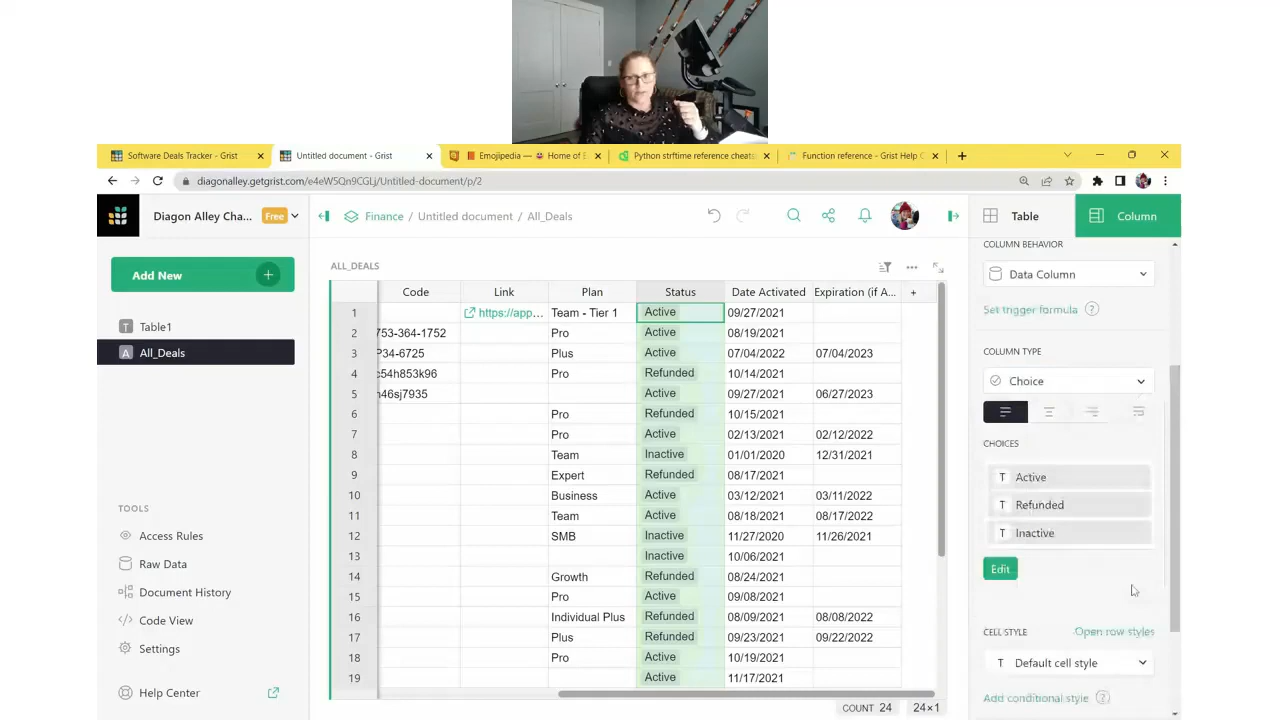 Software Deals Tracker - Grist
Untitled document - Grist
Emojipedia — 😃 Home of E
Python strftime reference cheats
Function reference - Grist Help C
diagonalley.getgrist.com/e4eW5Qn9CGLj/Untitled-document/p/2
Diagon Alley Cha... Free
Finance / Untitled document / All_Deals
Table
Column
Add New
Table1
All_Deals
TOOLS
Access Rules
Raw Data
Document History
Code View
Settings
Help Center
ALL_DEALS
Code Link Plan Status Date Activated Expiration (if A... +
1 https://app... Team - Tier 1 Active 09/27/2021
2 753-364-1752 Pro Active 08/19/2021
3 P34-6725 Plus Active 07/04/2022 07/04/2023
4 c54h853k96 Pro Refunded 10/14/2021
5 n46sj7935 Active 09/27/2021 06/27/2023
6 Pro Refunded 10/15/2021
7 Pro Active 02/13/2021 02/12/2022
8 Team Inactive 01/01/2020 12/31/2021
9 Expert Refunded 08/17/2021
10 Business Active 03/12/2021 03/11/2022
11 Team Active 08/18/2021 08/17/2022
12 SMB Inactive 11/27/2020 11/26/2021
13 Inactive 10/06/2021
14 Growth Refunded 08/24/2021
15 Pro Active 09/08/2021
16 Individual Plus Refunded 08/09/2021 08/08/2022
17 Plus Refunded 09/23/2021 09/22/2022
18 Pro Active 10/19/2021
19 Active 11/17/2021
COUNT 24 24×1
COLUMN BEHAVIOR
Data Column
Set trigger formula ?
COLUMN TYPE
Choice
CHOICES
T Active
T Refunded
T Inactive
Edit
CELL STYLE Open row styles
T Default cell style
Add conditional style ?